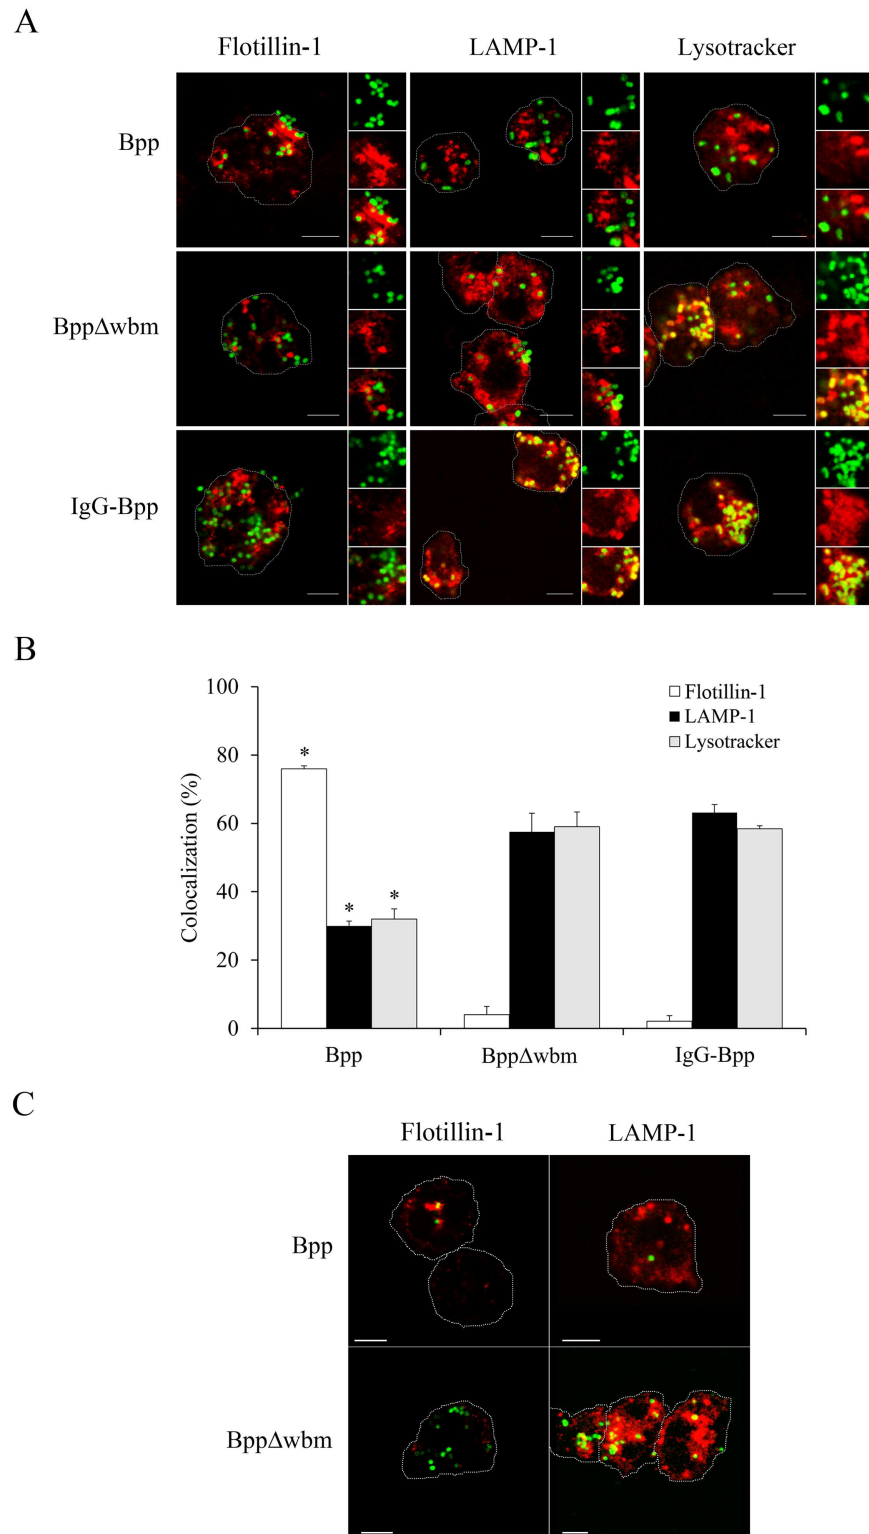 A
Flotillin-1 LAMP-1 Lysotracker
Bpp
BppΔwbm
IgG-Bpp
B
100
80
60
40
20
0
Colocalization (%)
Flotillin-1
LAMP-1
Lysotracker
*
*
*
Bpp BppΔwbm IgG-Bpp
C
Flotillin-1 LAMP-1
Bpp
BppΔwbm